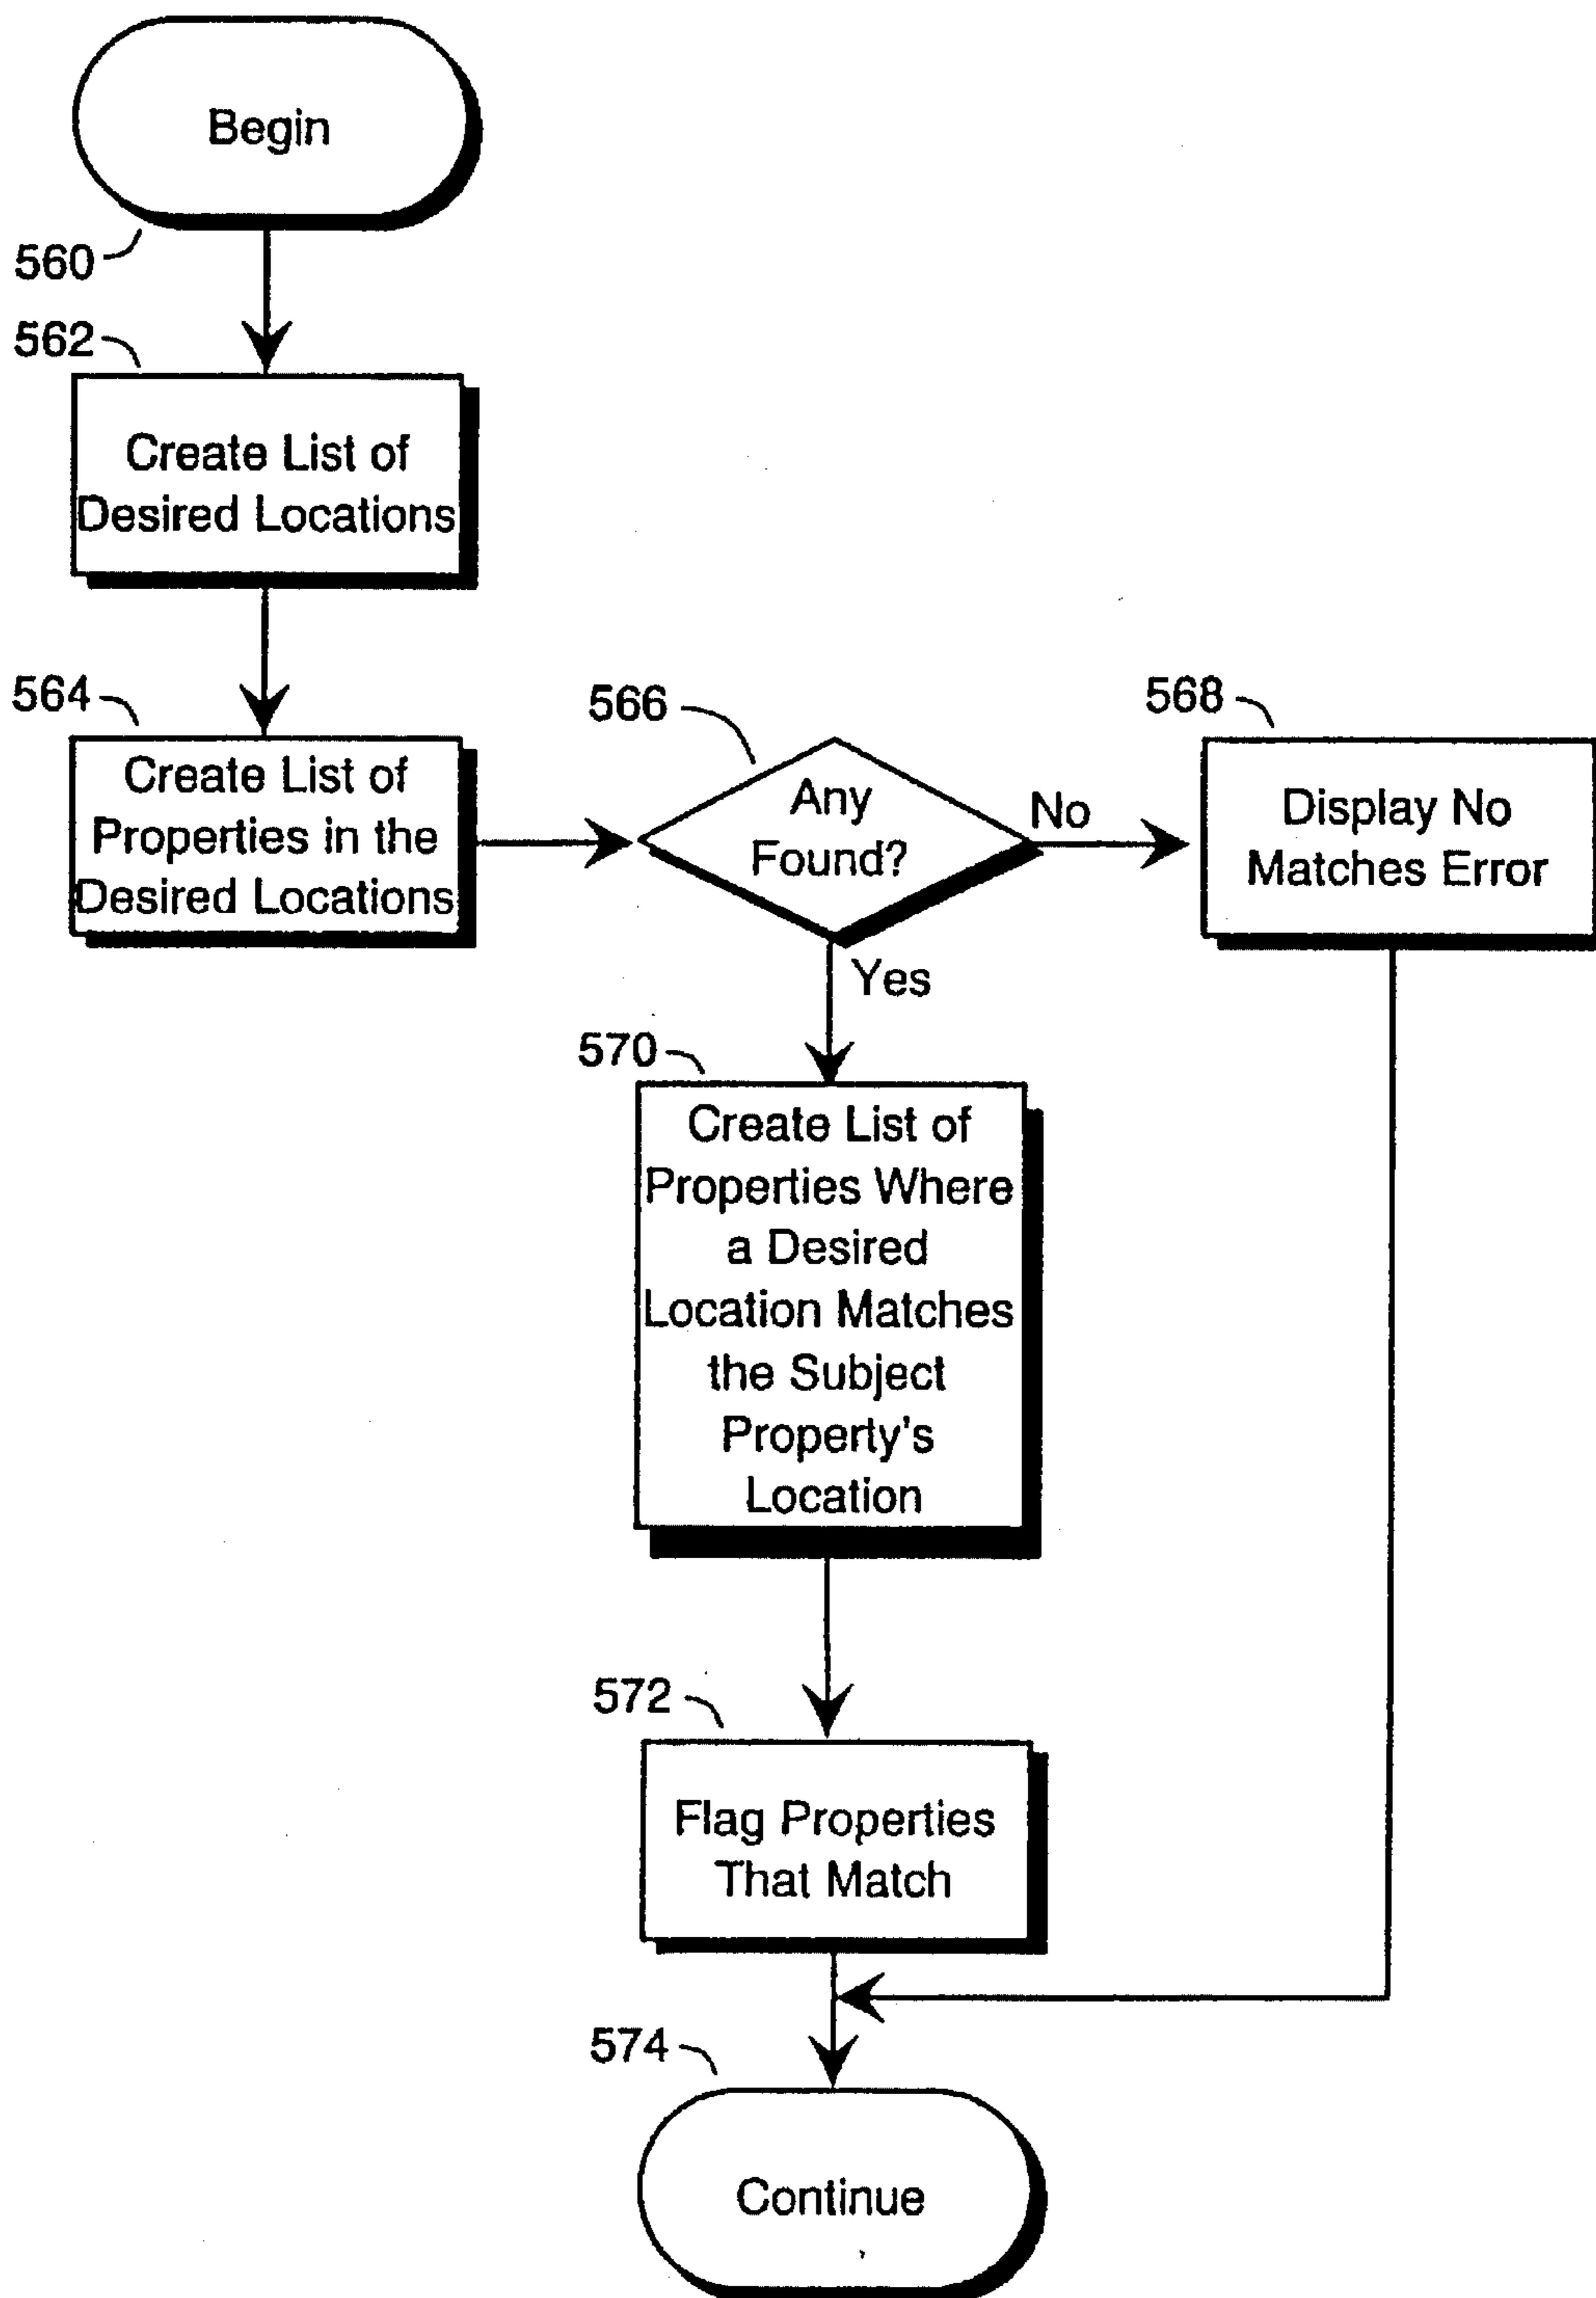 Begin
560
562
Create List of
Desired Locations
564
Create List of
Properties in the
Desired Locations
566
Any
Found?
No
568
Display No
Matches Error
Yes
570
Create List of
Properties Where
a Desired
Location Matches
the Subject
Property's
Location
572
Flag Properties
That Match
574
Continue